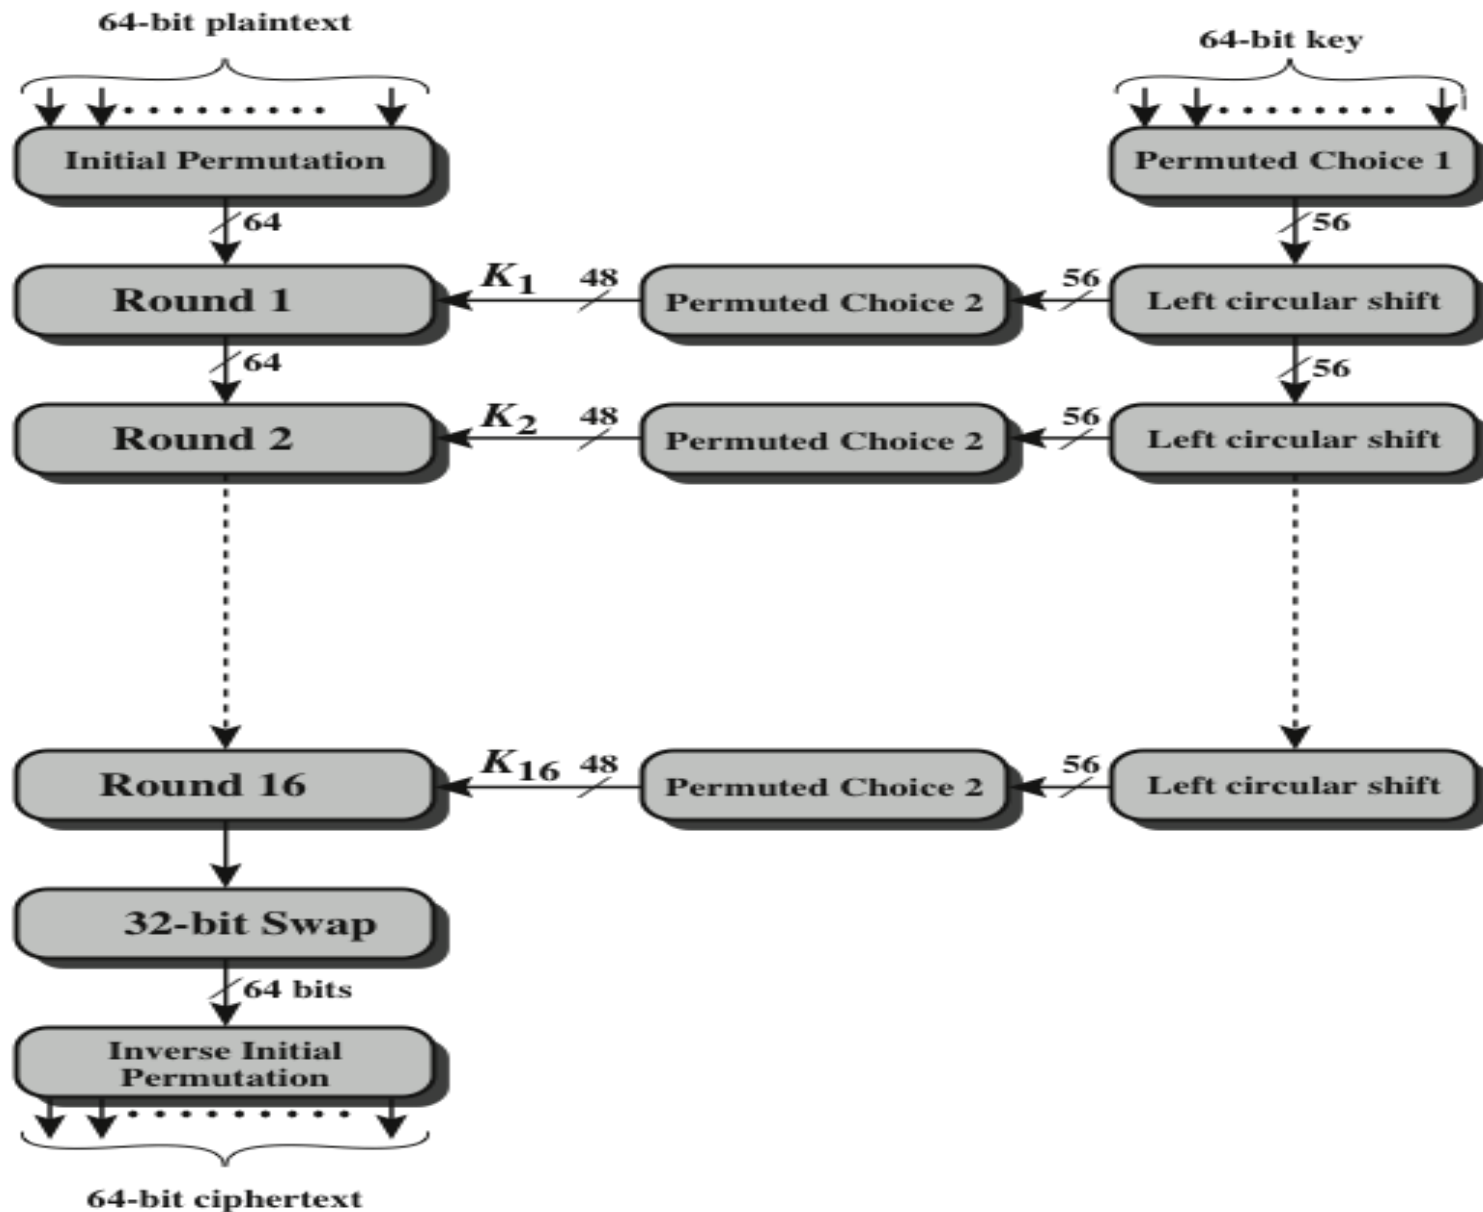 64-bit plaintext
64-bit key
Initial Permutation
Permuted Choice 1
64
56
Round 1
K1
48
Permuted Choice 2
56
Left circular shift
64
56
Round 2
K2
48
Permuted Choice 2
56
Left circular shift
Round 16
K16
48
Permuted Choice 2
56
Left circular shift
32-bit Swap
64 bits
Inverse Initial
Permutation
64-bit ciphertext